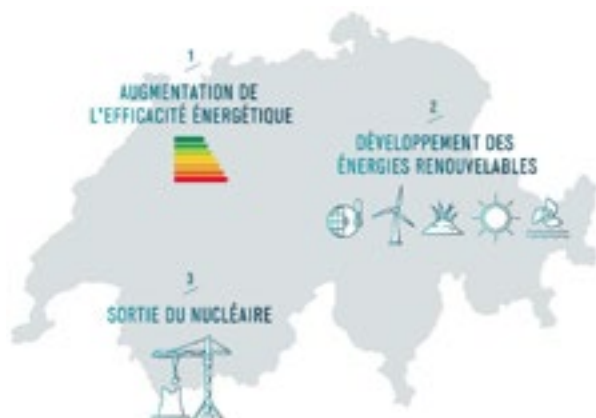 1
AUGMENTATION DE
L'EFFICACITÉ ÉNERGÉTIQUE
2
DÉVELOPPEMENT DES
ÉNERGIES RENOUVELABLES
3
SORTIE DU NUCLÉAIRE